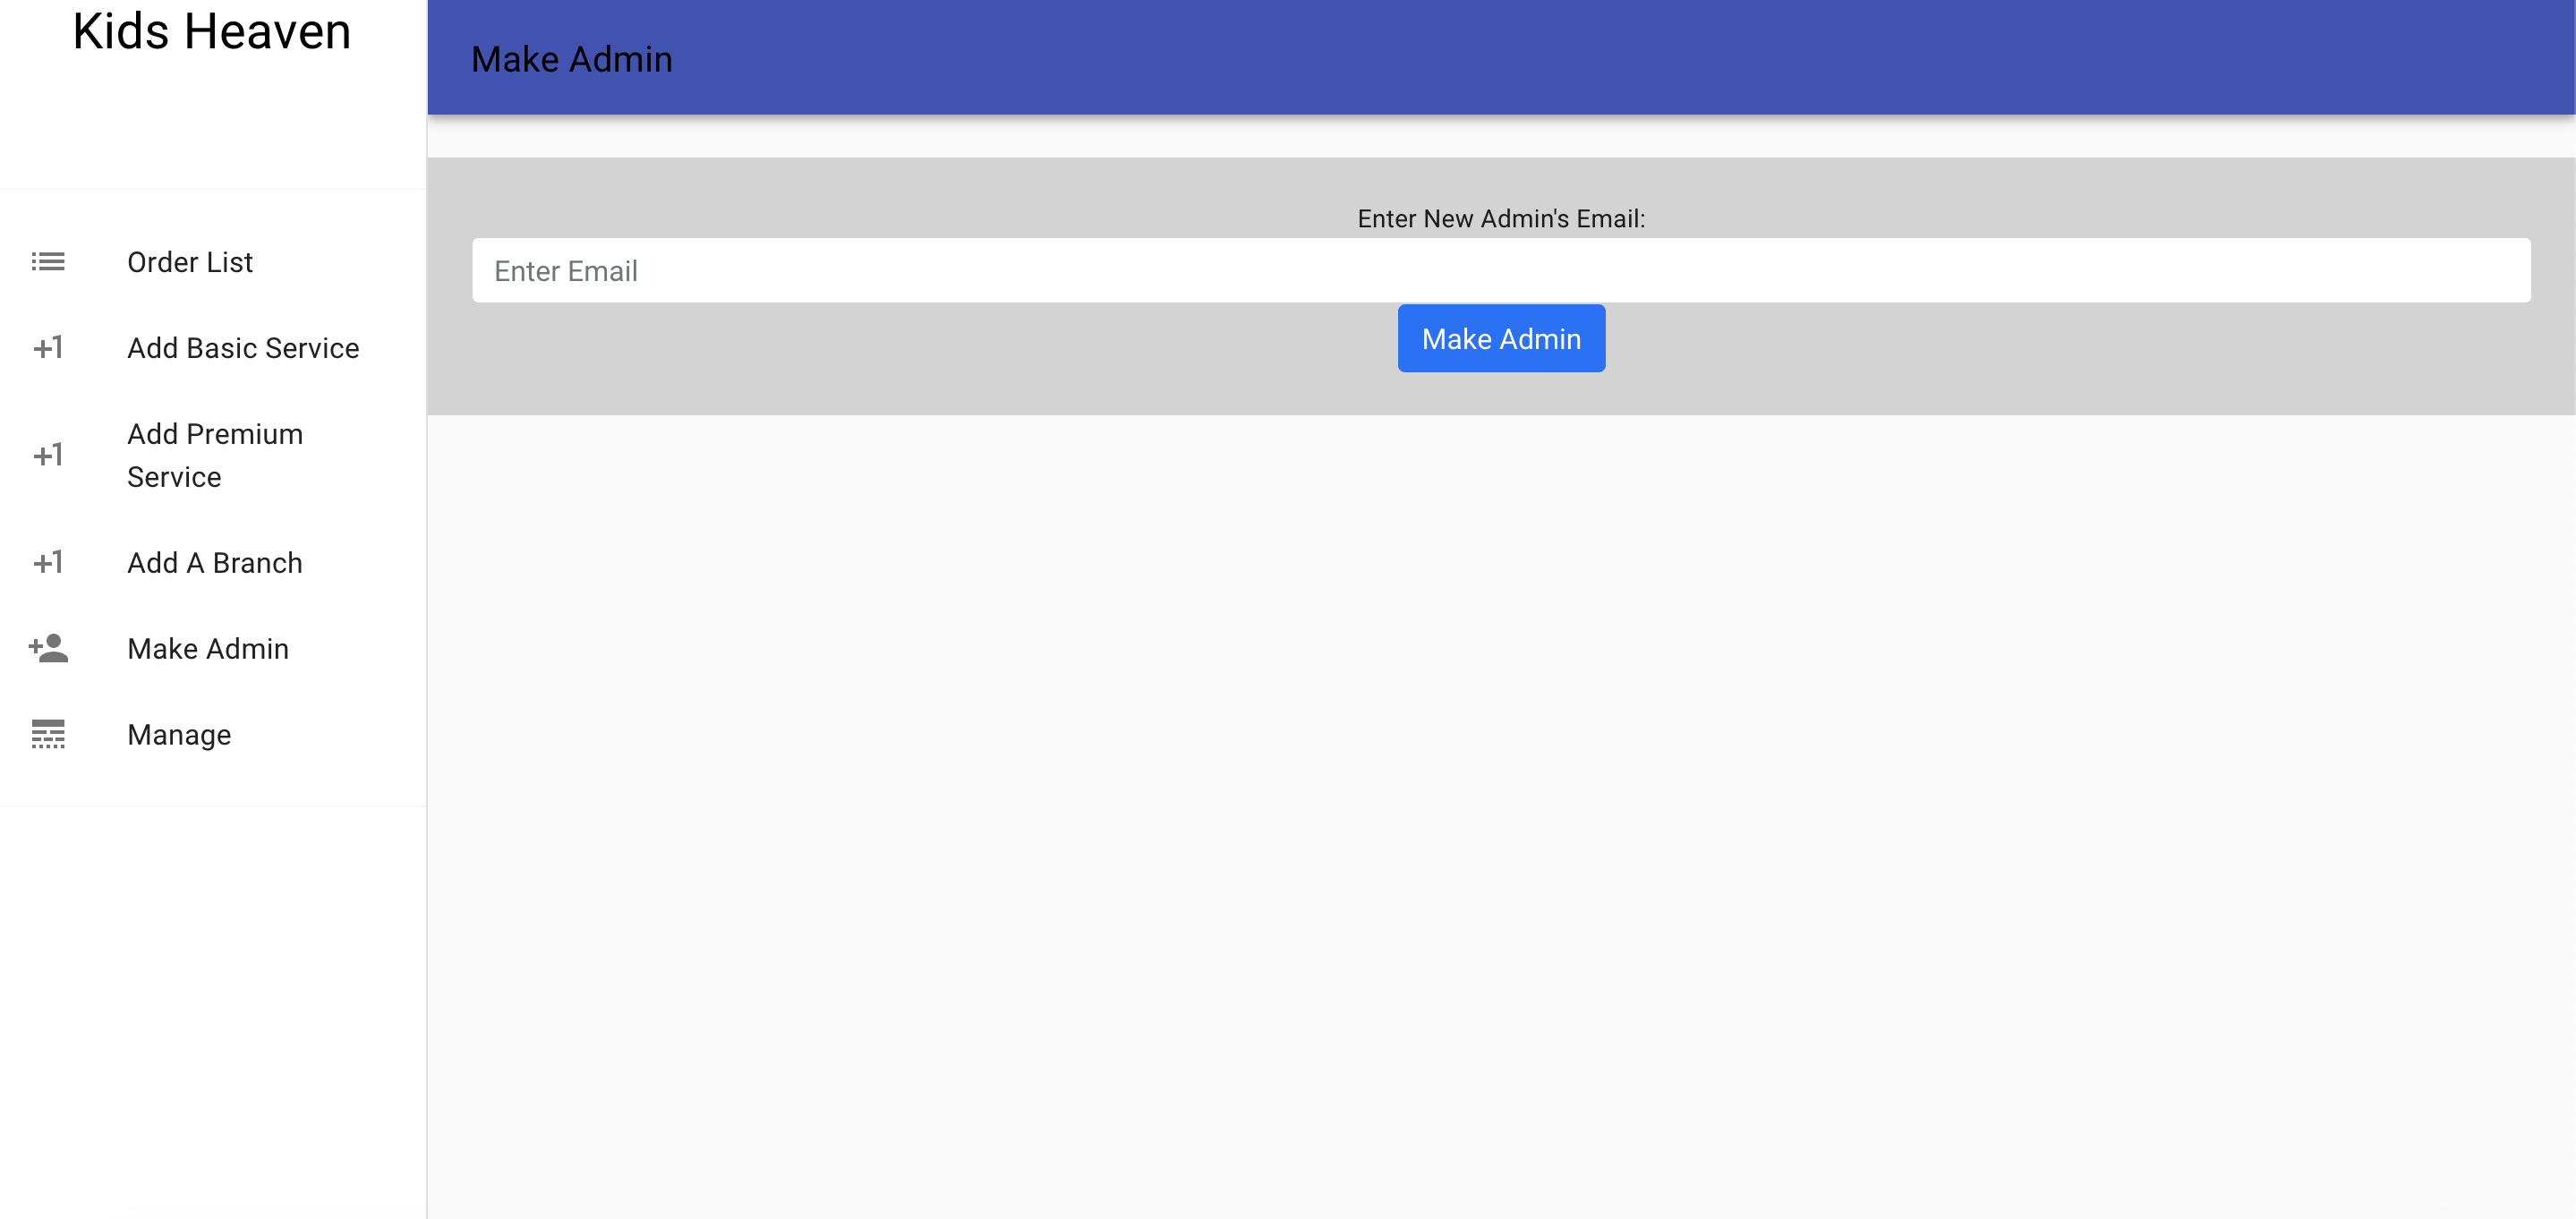 Kids Heaven
Make Admin
Order List
+1 Add Basic Service
+1 Add Premium
Service
+1 Add A Branch
Make Admin
Manage
Enter New Admin's Email:
Enter Email
Make Admin